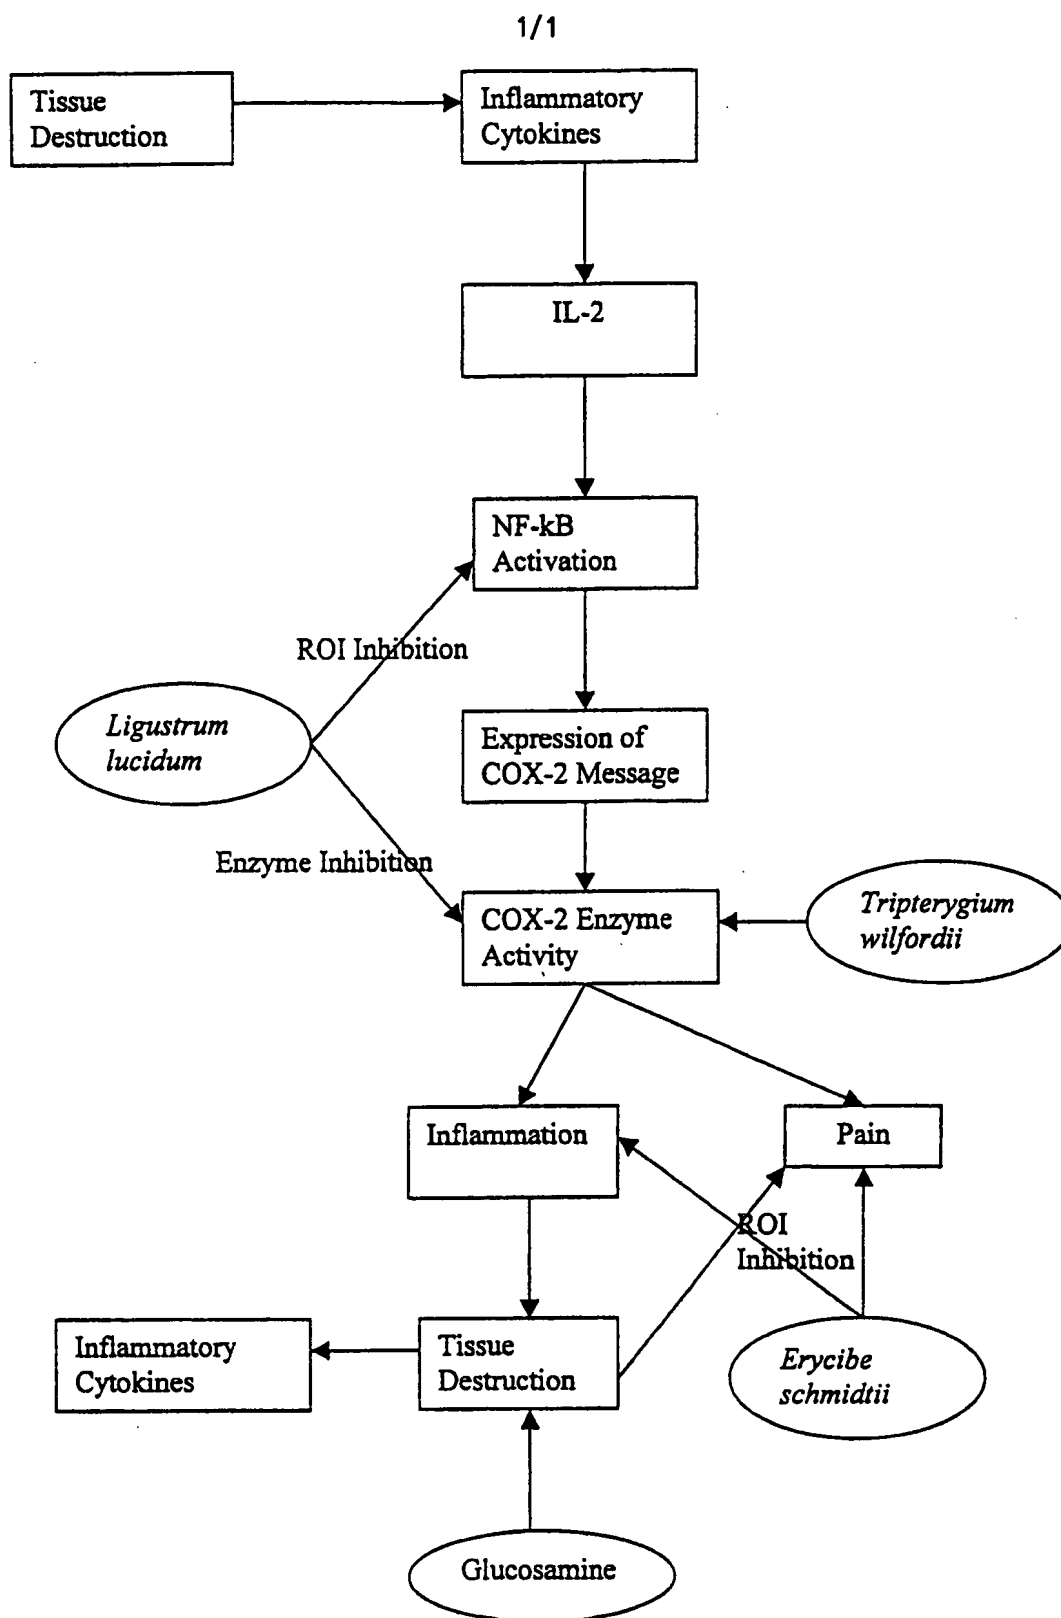 1/1
Tissue
Destruction
Inflammatory
Cytokines
IL-2
NF-kB
Activation
ROI Inhibition
Ligustrum
lucidum
Expression of
COX-2 Message
Enzyme Inhibition
COX-2 Enzyme
Activity
Tripterygium
wilfordii
Inflammation
Pain
ROI
Inhibition
Inflammatory
Cytokines
Tissue
Destruction
Erycibe
schmidtii
Glucosamine